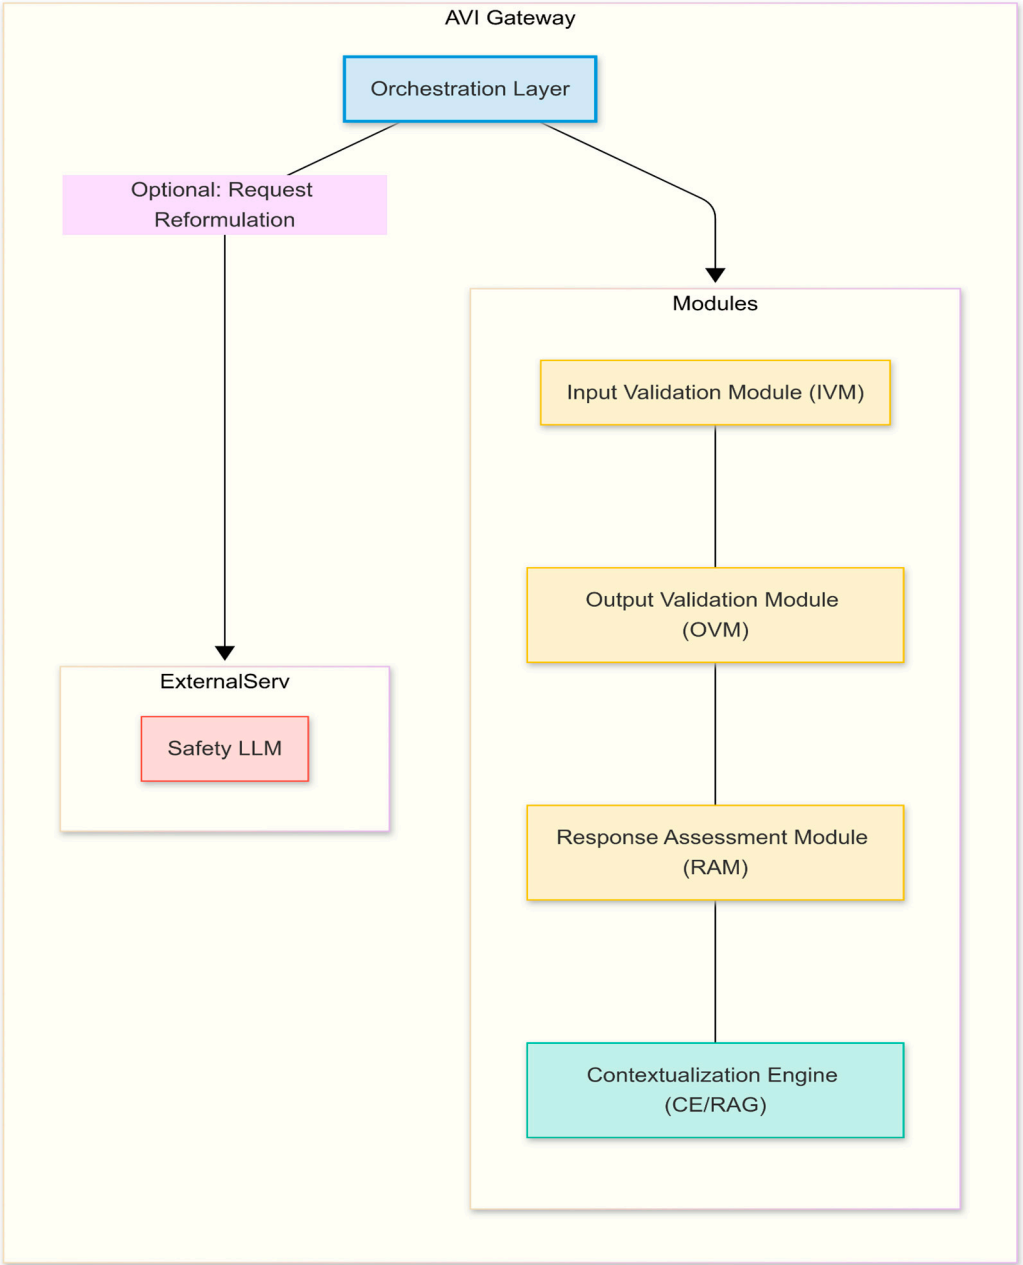 AVI Gateway
Orchestration Layer
Optional: Request
Reformulation
Modules
Input Validation Module (IVM)
Output Validation Module
(OVM)
ExternalServ
Safety LLM
Response Assessment Module
(RAM)
Contextualization Engine
(CE/RAG)